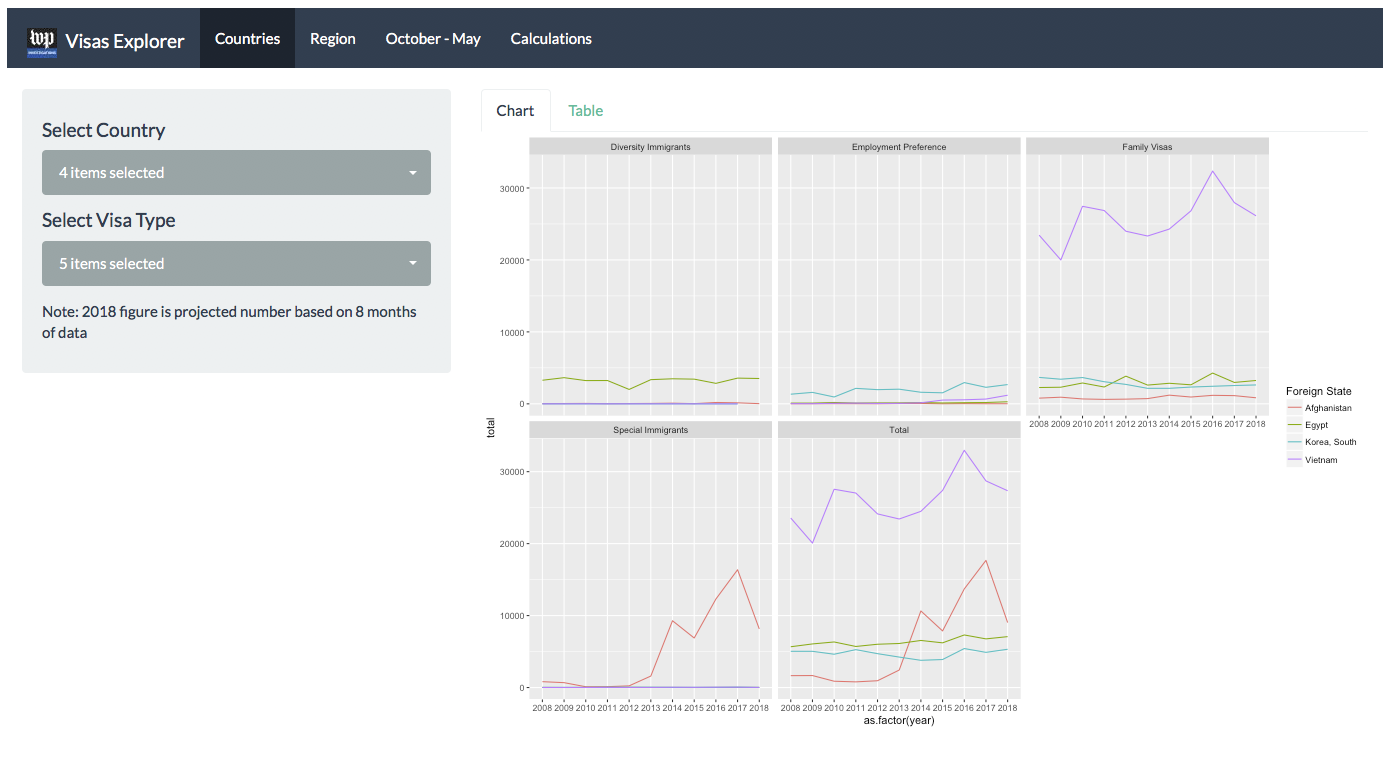 wp
Visas Explorer
Countries
Region
October - May
Calculations
Select Country
4 items selected
Select Visa Type
5 items selected
Note: 2018 figure is projected number based on 8 months
of data
Chart
Table
Diversity Immigrants
Employment Preference
Family Visas
30000
20000
10000
0
2008 2009 2010 2011 2012 2013 2014 2015 2016 2017 2018
Special Immigrants
Total
30000
20000
10000
0
2008 2009 2010 2011 2012 2013 2014 2015 2016 2017 2018
2008 2009 2010 2011 2012 2013 2014 2015 2016 2017 2018
total
as.factor(year)
Foreign State
Afghanistan
Egypt
Korea, South
Vietnam